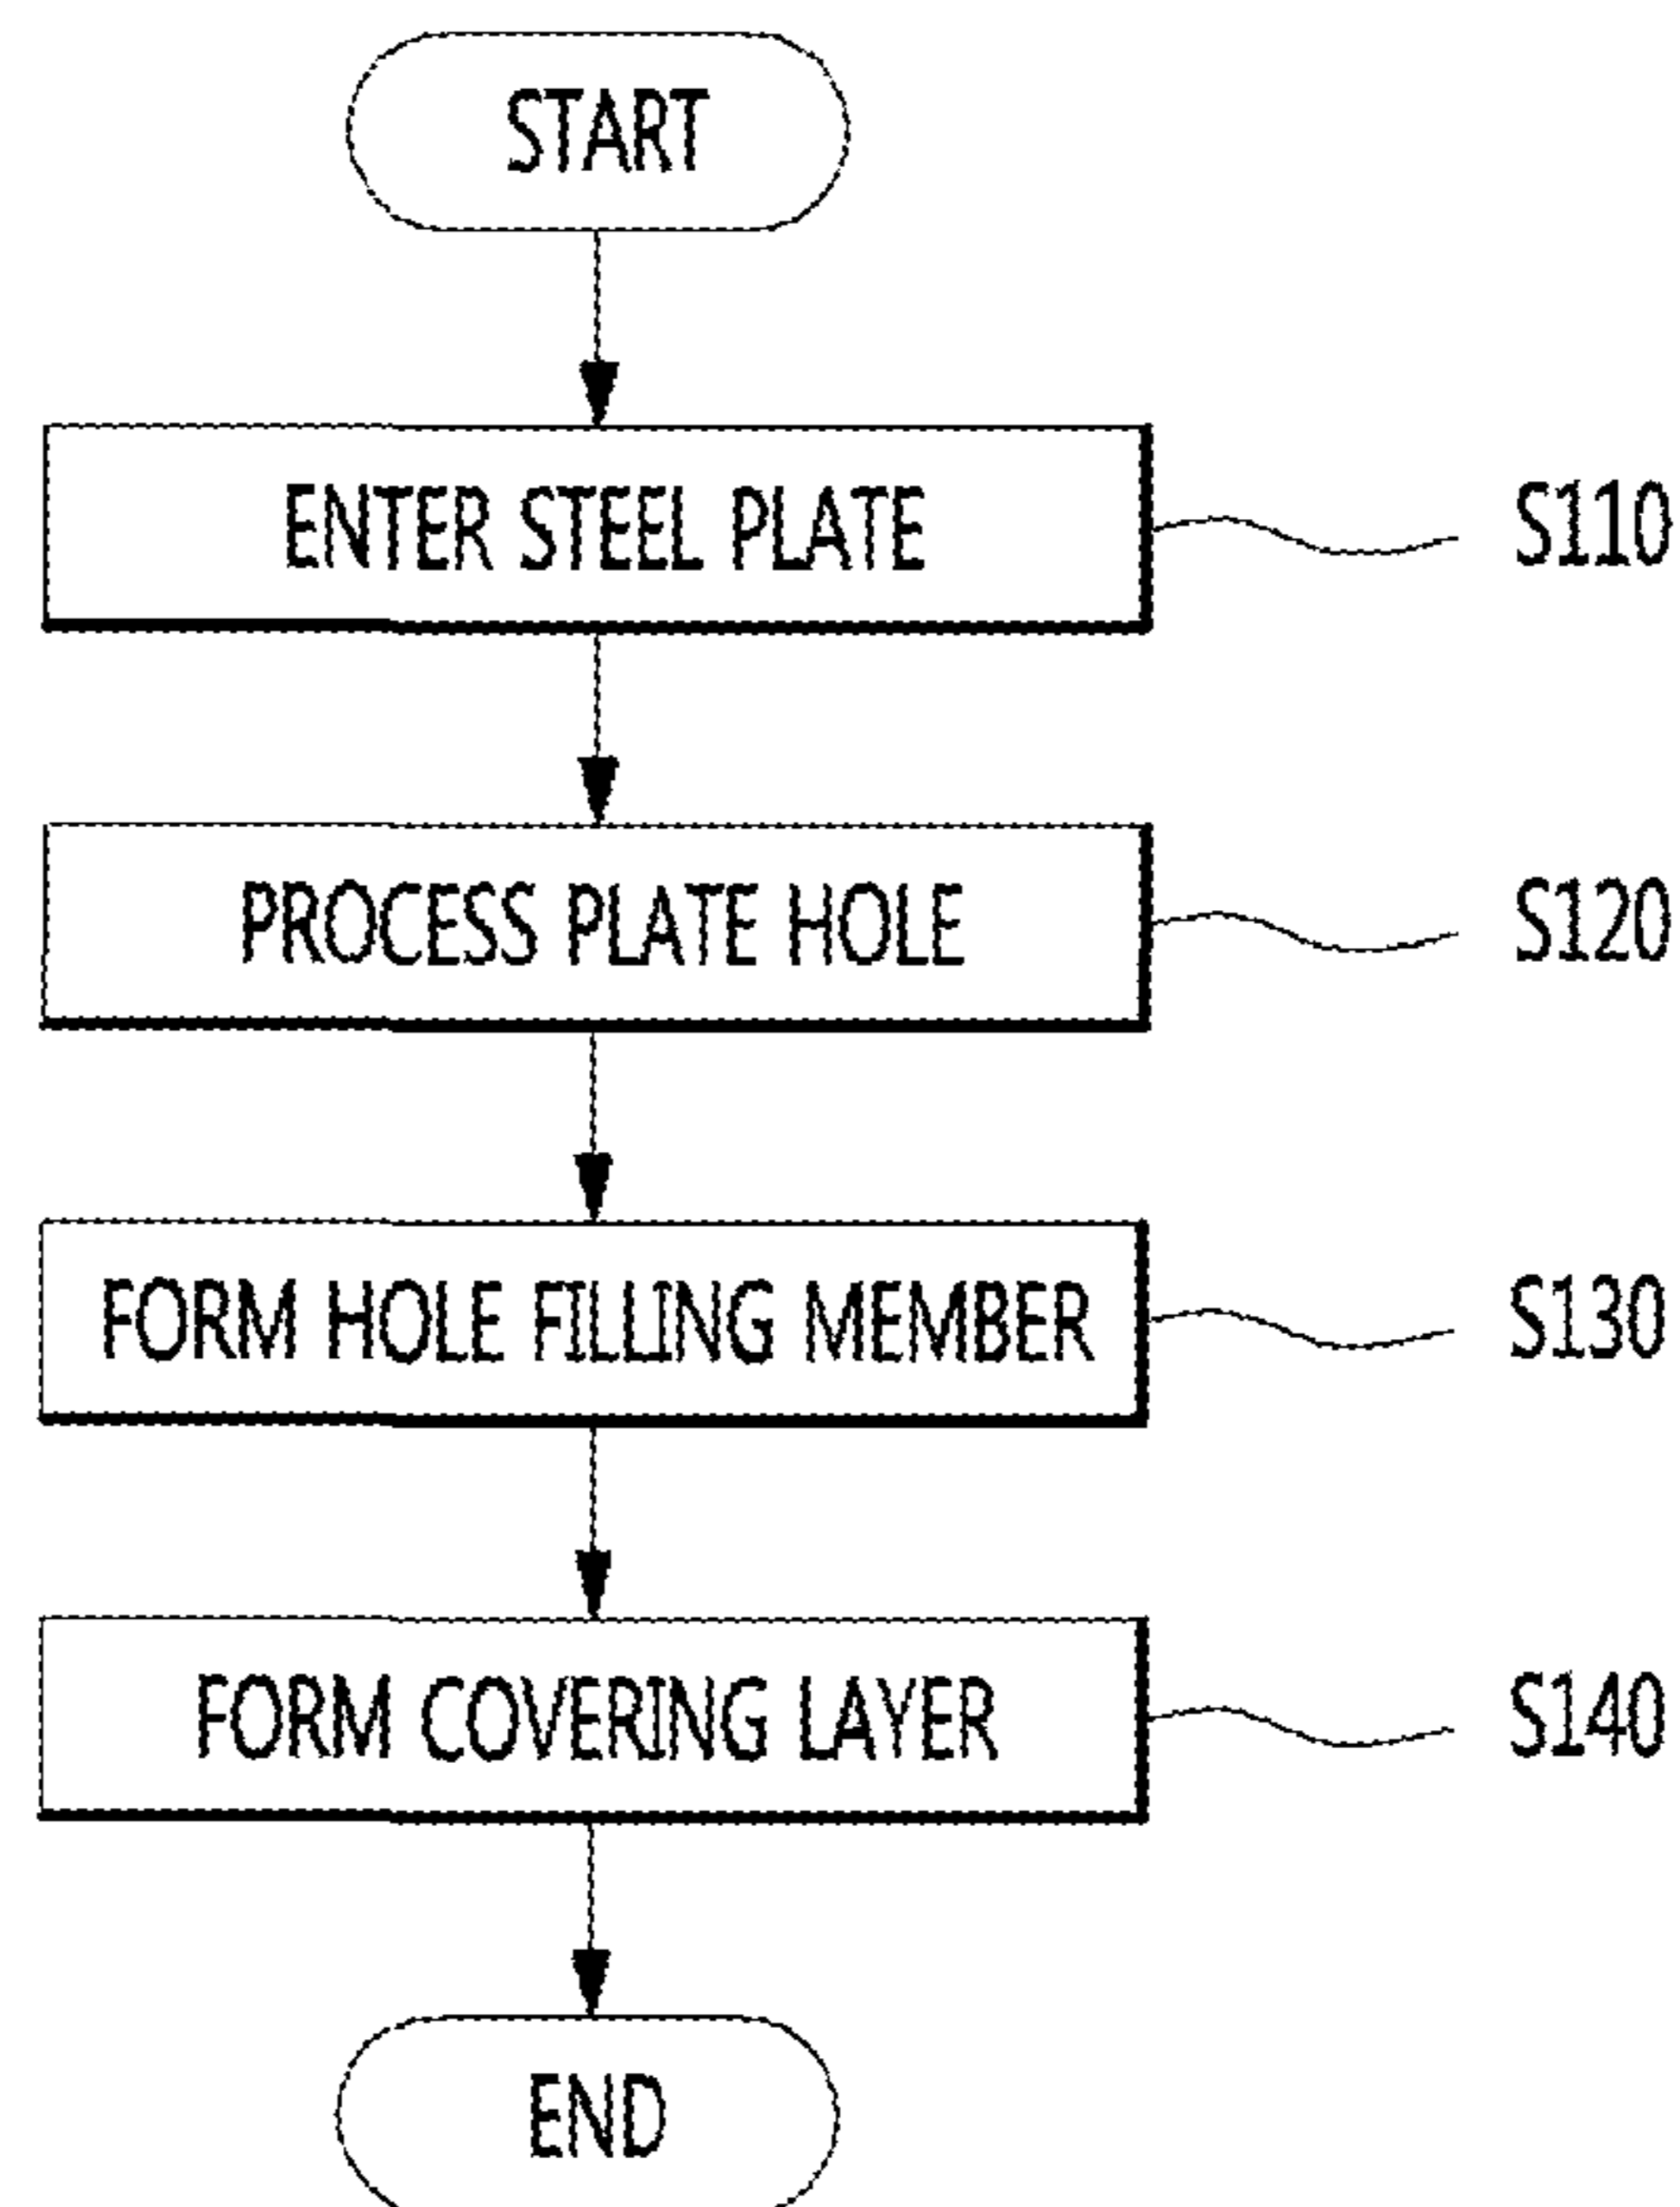 START
ENTER STEEL PLATE S110
PROCESS PLATE HOLE S120
FORM HOLE FILLING MEMBER S130
FORM COVERING LAYER S140
END